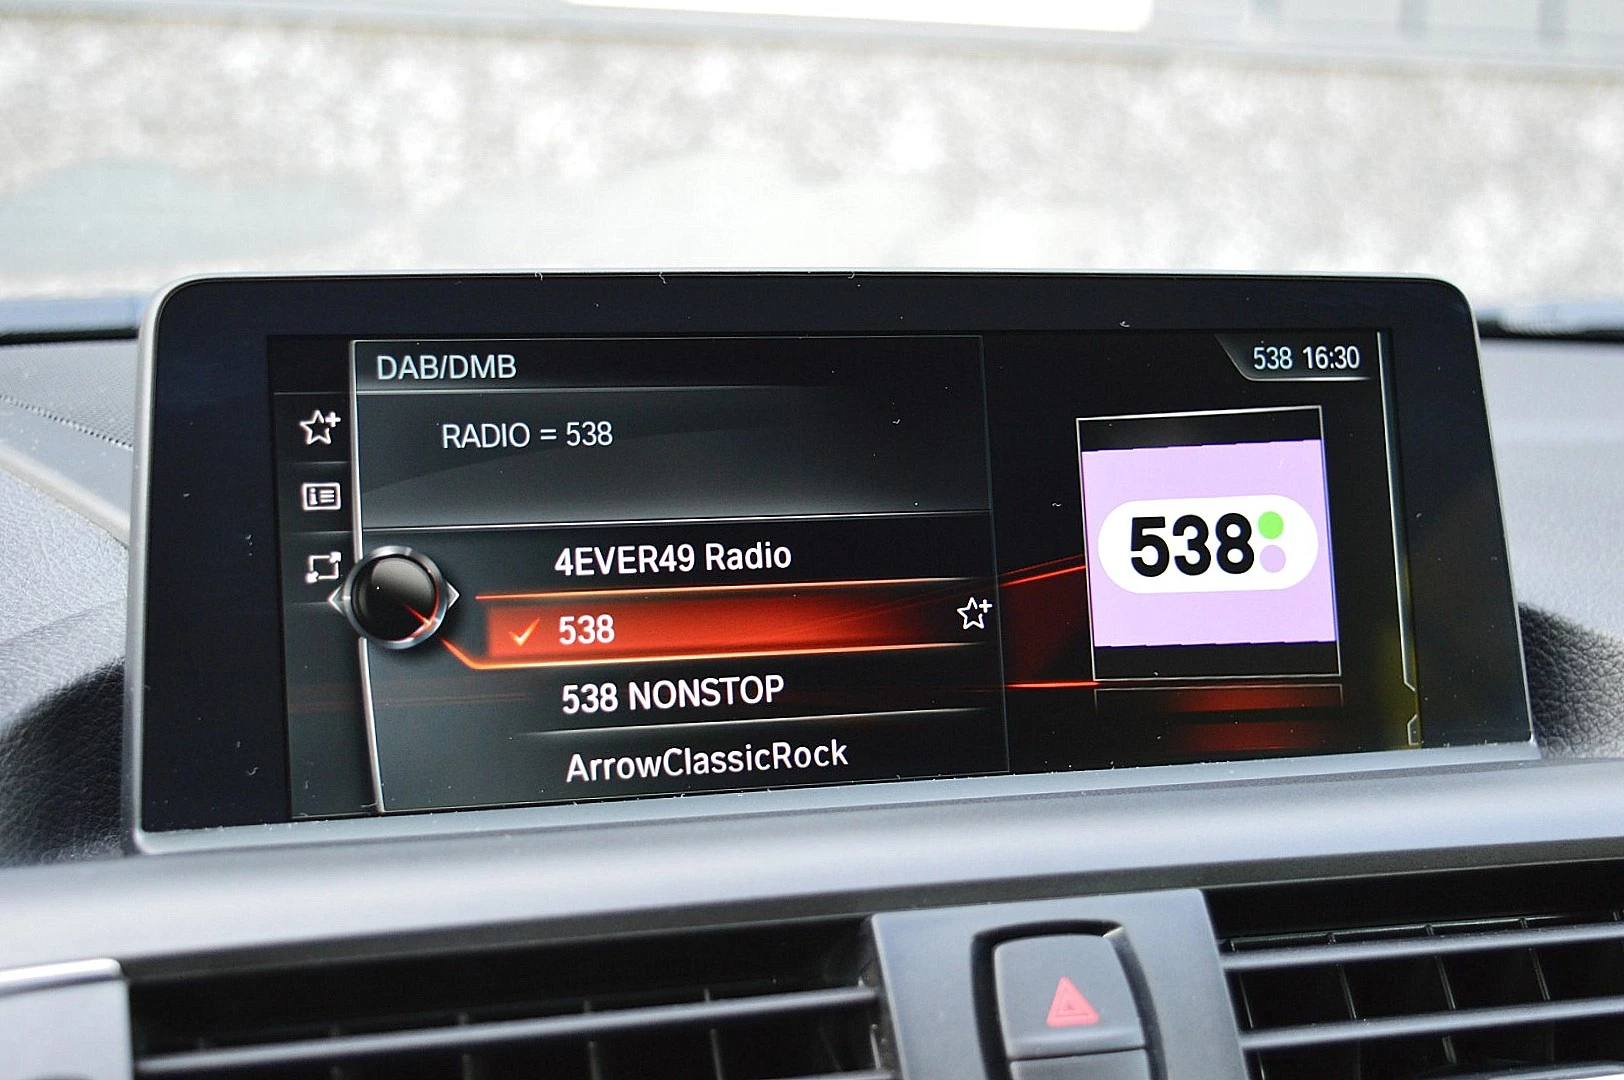 DAB/DMB
538 16:30
RADIO = 538
4EVER49 Radio
538
538 NONSTOP
ArrowClassicRock
538